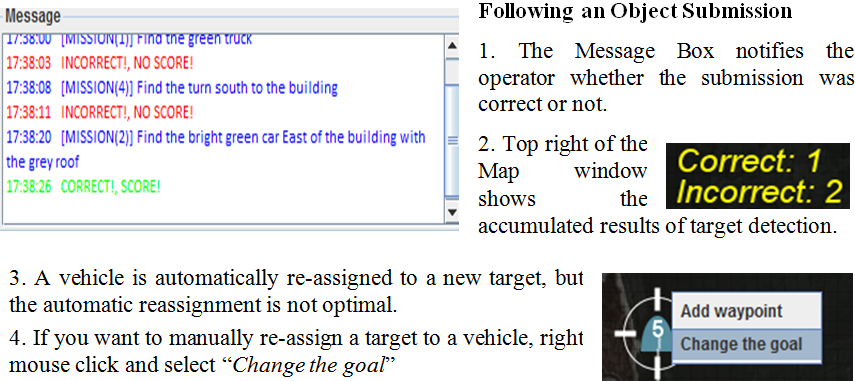 Message
17:38:00 [MISSION(1)] Find the green truck
17:38:03 INCORRECT!, NO SCORE!
17:38:08 [MISSION(4)] Find the turn south to the building
17:38:11 INCORRECT!, NO SCORE!
17:38:20 [MISSION(2)] Find the bright green car East of the building with
the grey roof
17:38:26 CORRECT!, SCORE!
Following an Object Submission
1. The Message Box notifies the
operator whether the submission was
correct or not.
2. Top right of the
Map window
shows the
accumulated results of target detection.
Correct: 1
Incorrect: 2
3. A vehicle is automatically re-assigned to a new target, but
the automatic reassignment is not optimal.
4. If you want to manually re-assign a target to a vehicle, right
mouse click and select “Change the goal”
5
Add waypoint
Change the goal